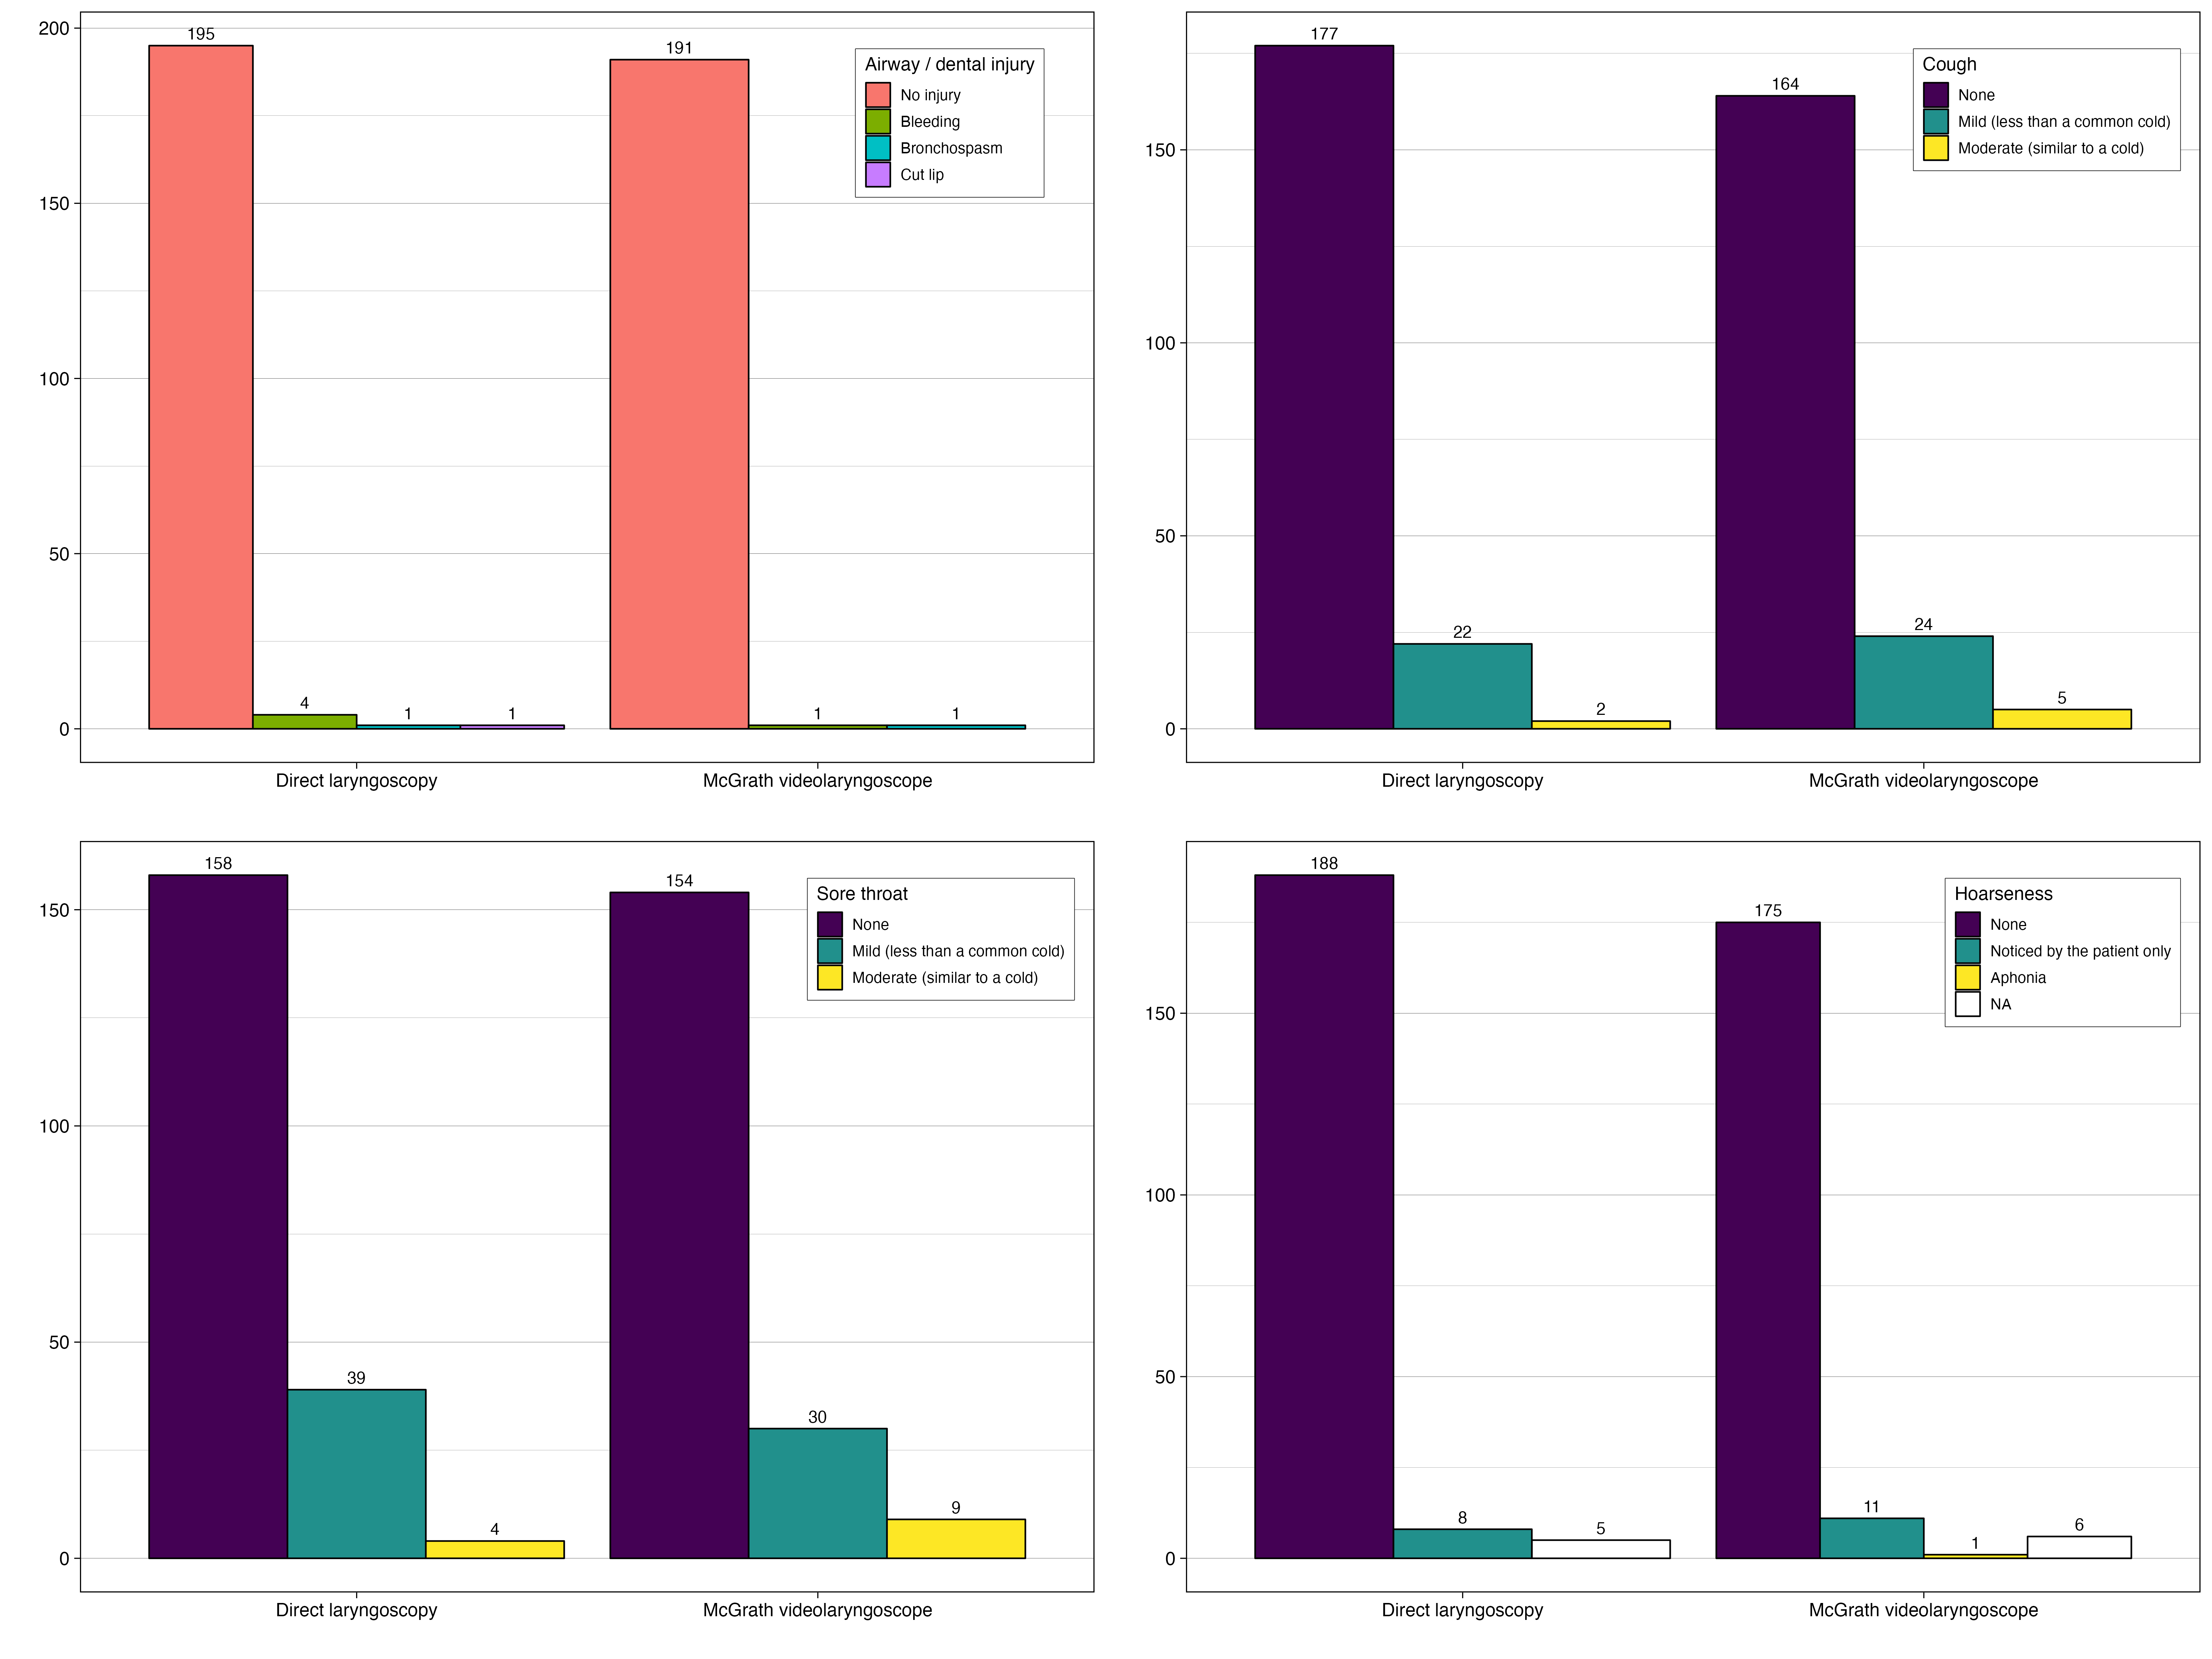 200
150
100
50
0
195
4
1
1
191
1
1
Airway / dental injury
No injury
Bleeding
Bronchospasm
Cut lip
Direct laryngoscopy
McGrath videolaryngoscope
150
100
50
0
177
22
2
164
24
5
Cough
None
Mild (less than a common cold)
Moderate (similar to a cold)
Direct laryngoscopy
McGrath videolaryngoscope
150
100
50
0
158
39
4
154
30
9
Sore throat
None
Mild (less than a common cold)
Moderate (similar to a cold)
Direct laryngoscopy
McGrath videolaryngoscope
150
100
50
0
188
8
5
175
11
1
6
Hoarseness
None
Noticed by the patient only
Aphonia
NA
Direct laryngoscopy
McGrath videolaryngoscope